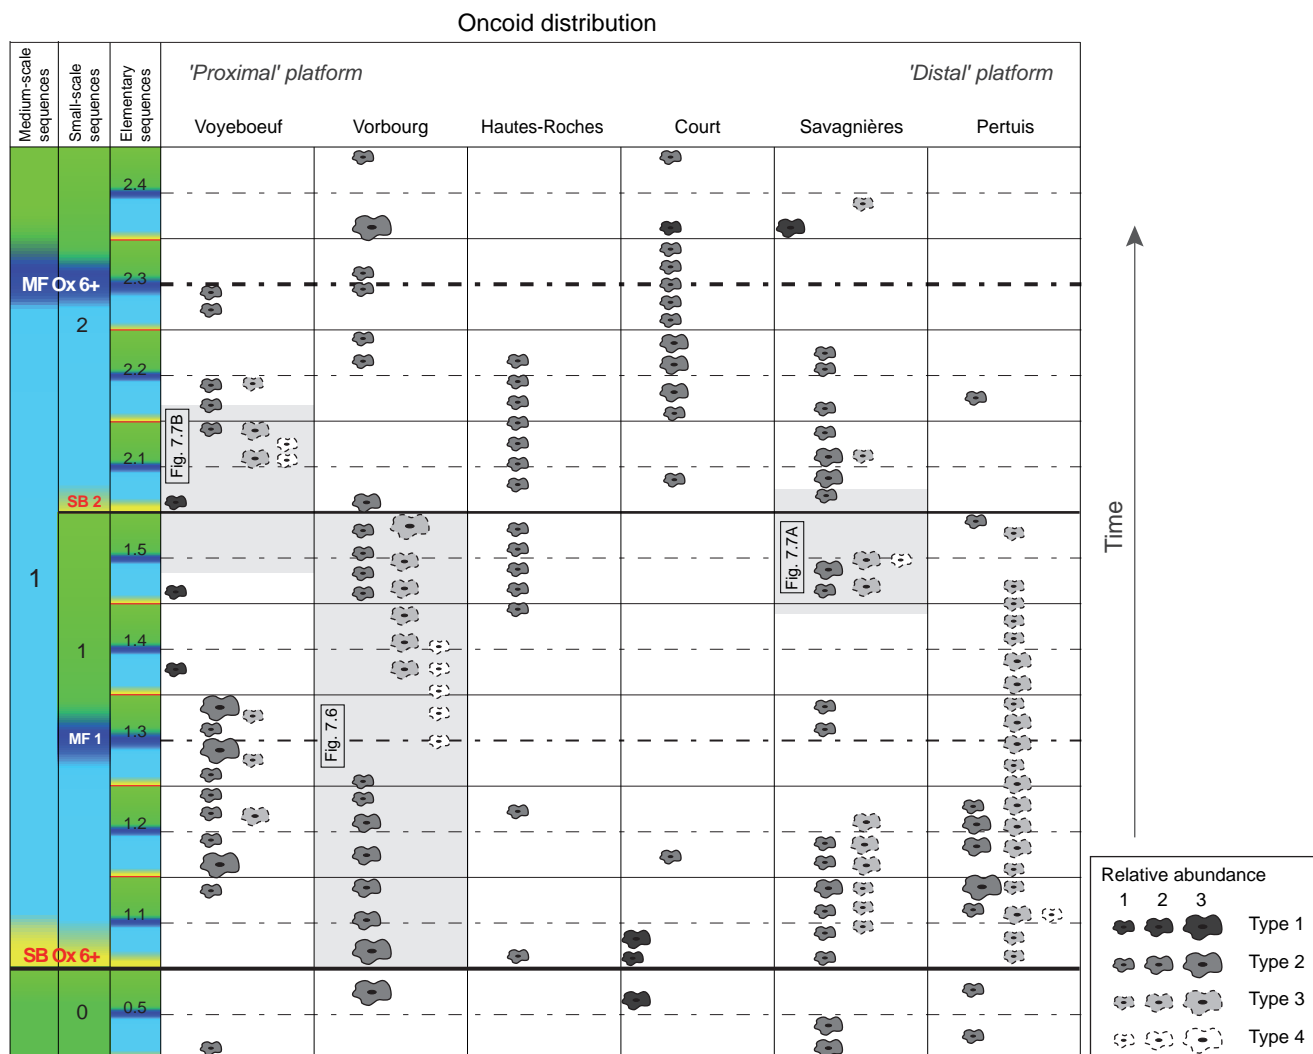 Oncoid distribution
Medium-scale sequences
Small-scale sequences
Elementary sequences
'Proximal' platform
'Distal' platform
Voyeboeuf
Vorbourg
Hautes-Roches
Court
Savagnières
Pertuis
2.4
MF Ox 6+
2.3
2
2.2
Fig. 7.7B
2.1
SB 2
Time
1
1.5
Fig. 7.7A
1
1.4
MF 1
1.3
Fig. 7.6
1.2
1.1
SB Ox 6+
0
0.5
Relative abundance
1 2 3
Type 1
Type 2
Type 3
Type 4